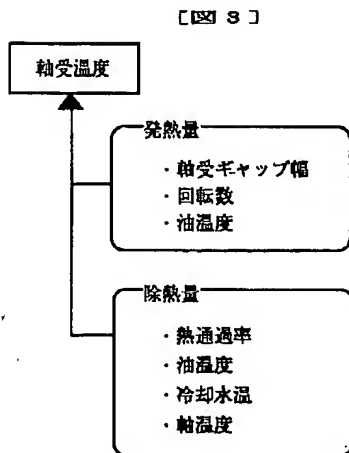 ［図 3］
軸受温度
発熱量
・軸受ギャップ幅
・回転数
・油温度
除熱量
・熱通過率
・油温度
・冷却水温
・軸温度